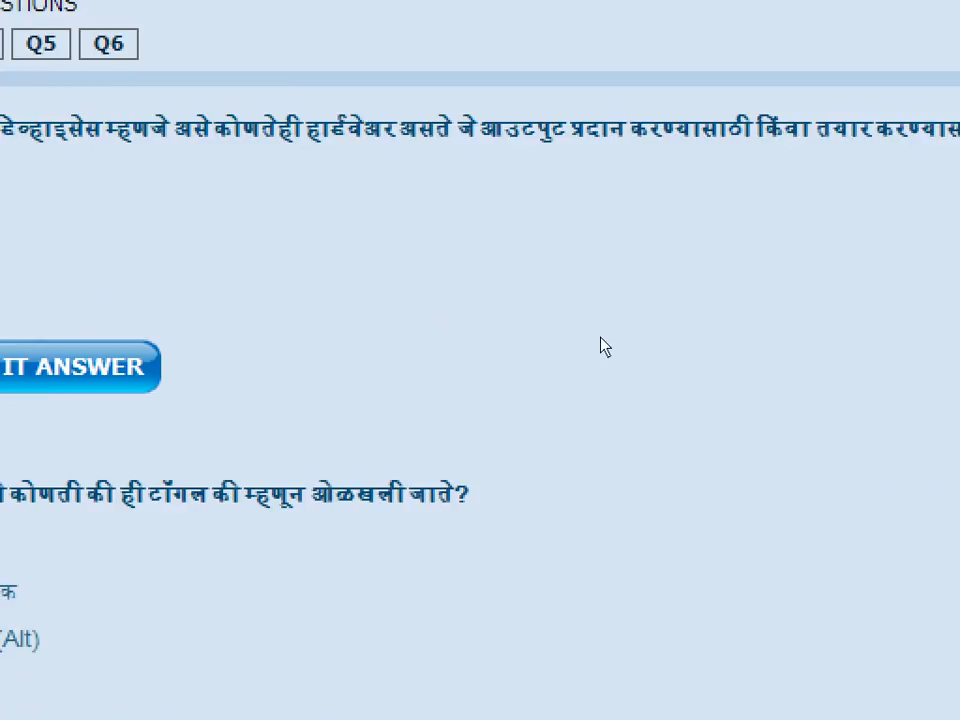 Q5 Q6
डिव्हाइसेस म्हणजे असे कोणतेही हार्डवेअर असते जे आउटपुट प्रदान करण्यासाठी किंवा तयार करण्यास
IT ANSWER
कोणती की ही टॉगल की म्हणून ओळखली जाते?
क
(Alt)